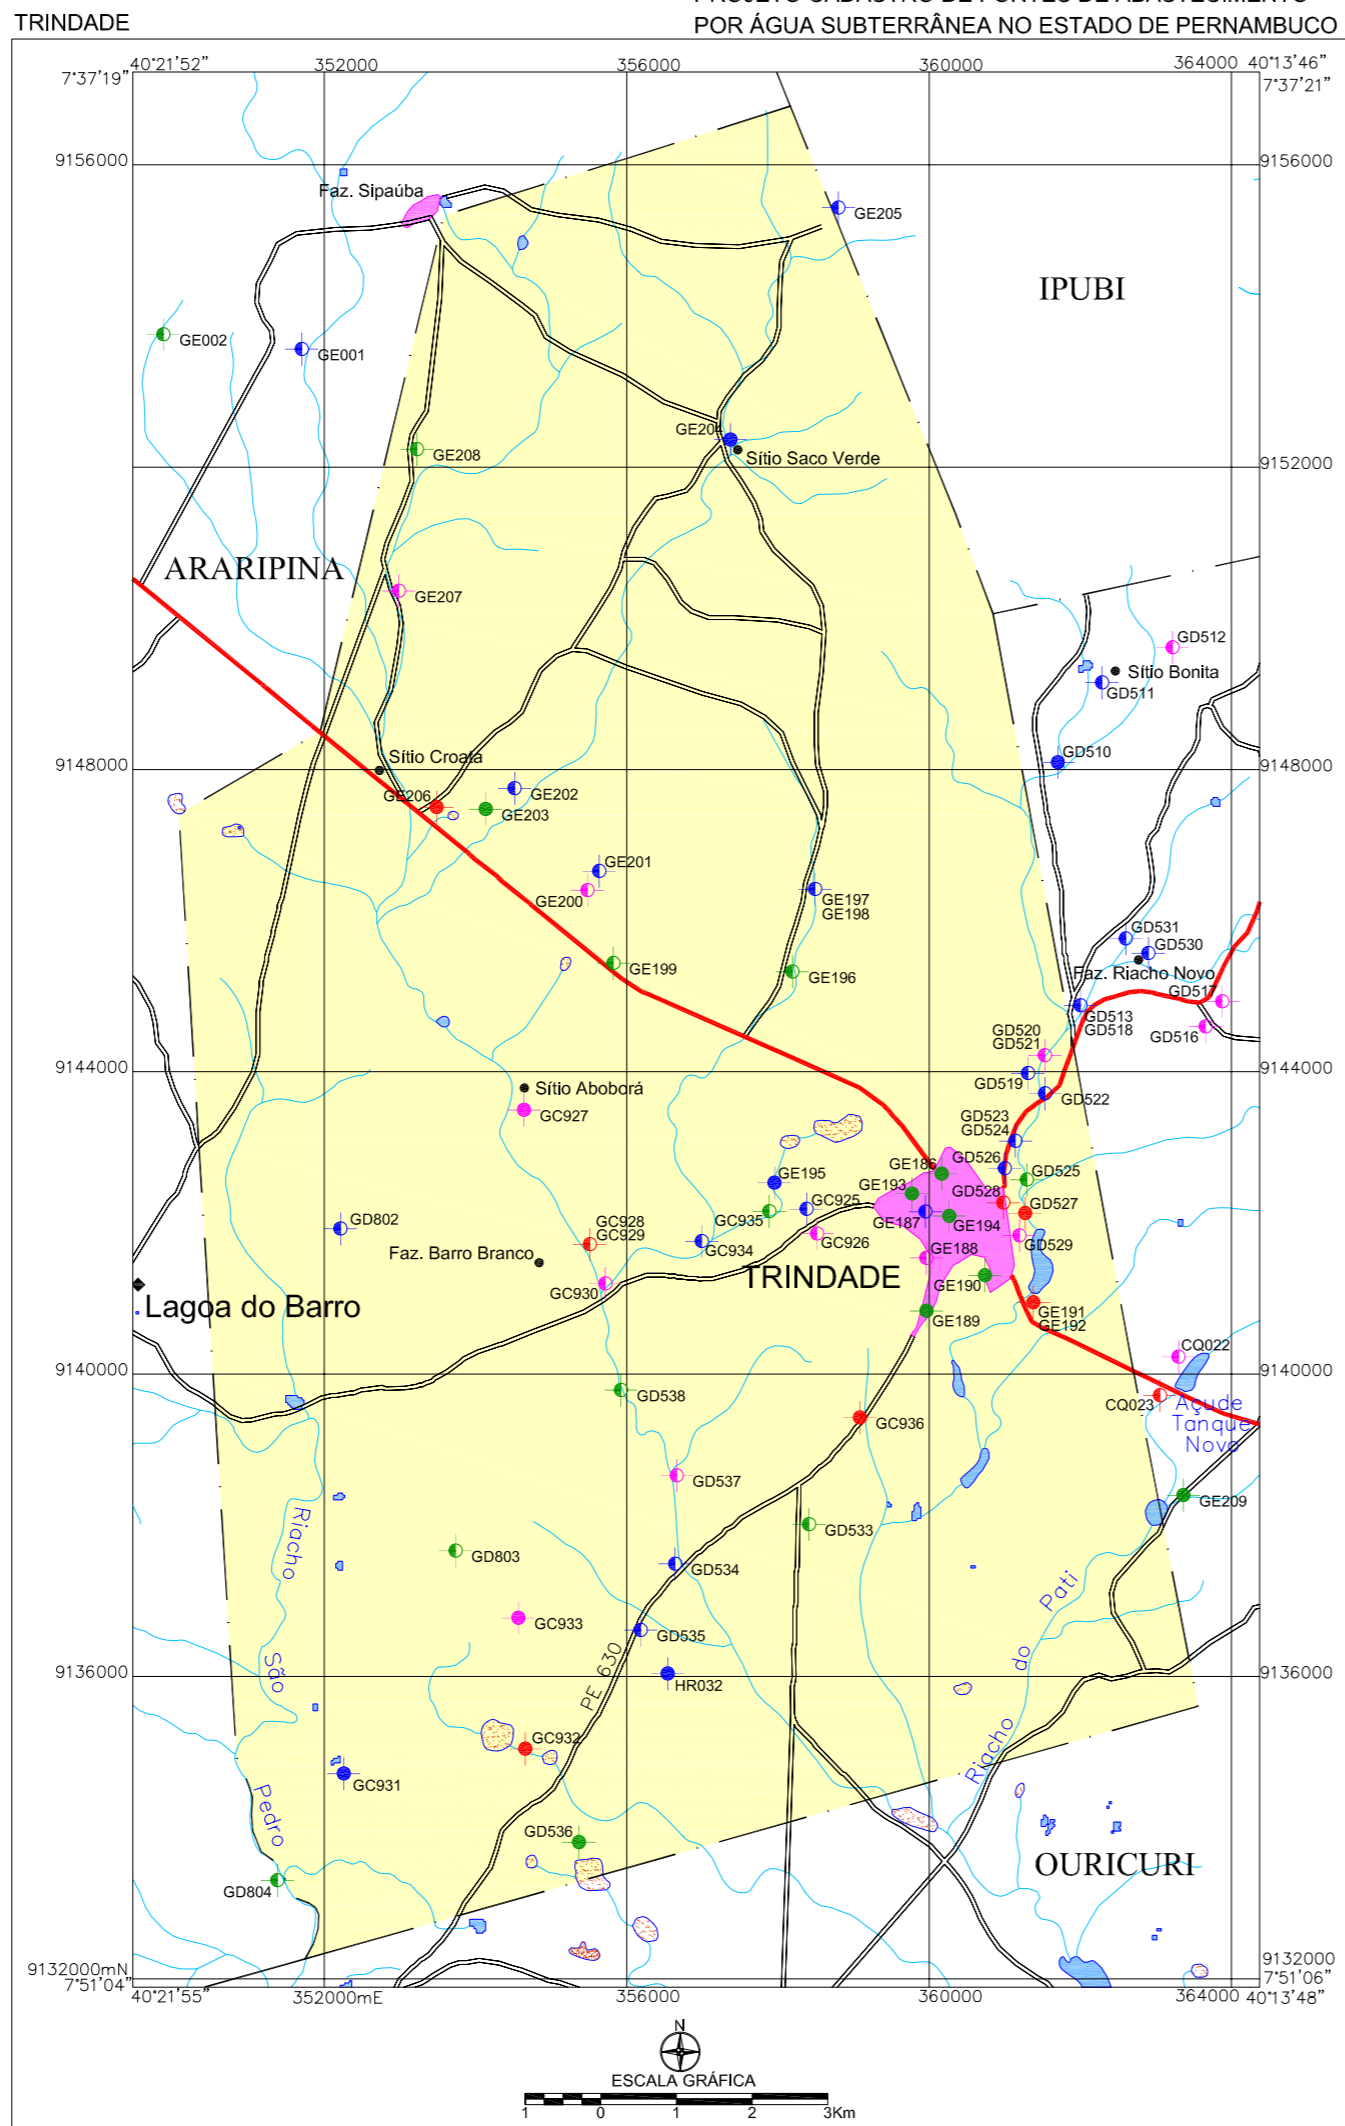 TRINDADE
POR ÁGUA SUBTERRÂNEA NO ESTADO DE PERNAMBUCO
40°21'52"
352000
356000
360000
364000
40°13'46"
7°37'19"
7°37'21"
9156000
9156000
Faz. Sipaúba
GE205
IPUBI
GE002
GE001
GE204
GE208
Sítio Saco Verde
9152000
9152000
ARARIPINA
GE207
GD512
Sítio Bonita
GD511
GD510
Sítio Croatá
9148000
9148000
GE206
GE202
GE203
GE201
GE200
GE197
GE198
GD531
GD530
GE199
GE196
Faz. Riacho Novo
GD517
GD513
GD518
GD516
GD520
GD521
9144000
9144000
GD519
Sítio Aboborá
GD522
GC927
GD523
GD524
GE186
GD526
GE195
GD525
GE193
GD528
GD527
GC935
GC925
GE187
GE194
GD802
GC928
GC929
GC934
GC926
GD529
Faz. Barro Branco
GE188
GC930
TRINDADE
GE190
Lagoa do Barro
GE189
GE191
GE192
CQ022
9140000
9140000
GD538
CQ023
Açude
Tanque
Novo
GC936
GD537
GE209
Riacho
GD533
GD803
GD534
Pati
GC933
GD535
do
São
9136000
9136000
HR032
PE 630
Riacho
GC932
GC931
Pedro
GD536
OURICURI
GD804
9132000mN
9132000
7°51'04"
7°51'06"
40°21'55"
352000mE
356000
360000
364000
40°13'48"
N
ESCALA GRÁFICA
1
0
1
2
3Km